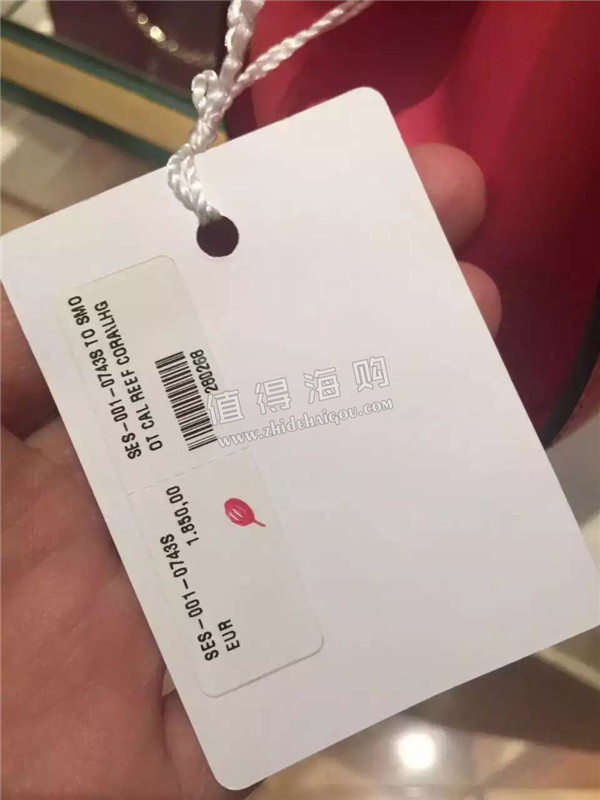 SES-001-0743S TO SMO
OT CAL REEF CORAILHG
280268
SES-001-0743S
EUR 1.850,00
值得海购
www.zhidehaigou.com